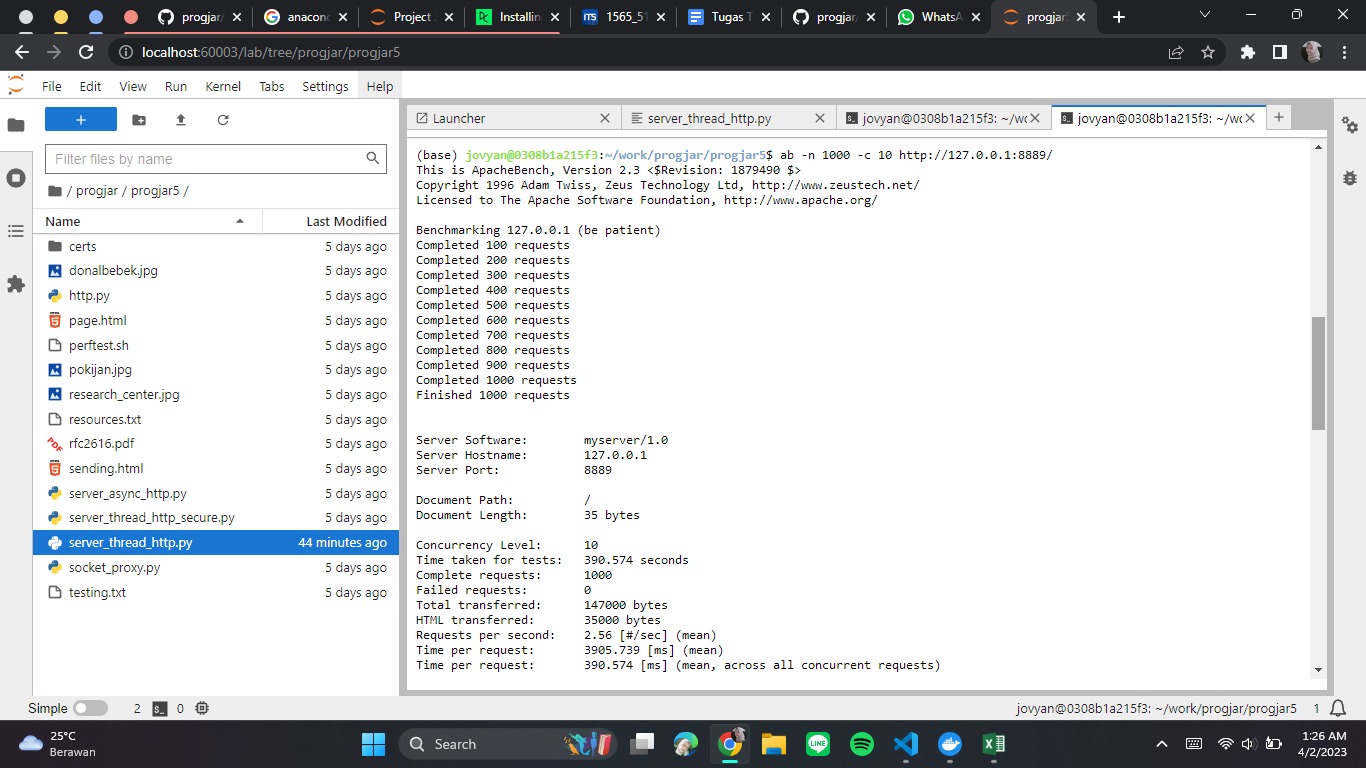 progjar/
anacond
Project
Installin
ITS
1565_51
Tugas T
progjar/
WhatsA
progjar
localhost:60003/lab/tree/progjar/progjar5
File Edit View Run Kernel Tabs Settings Help
Launcher
server_thread_http.py
jovyan@0308b1a215f3: ~/wo
jovyan@0308b1a215f3: ~/wo
Filter files by name
/ progjar / progjar5 /
Name Last Modified
certs 5 days ago
donalbebek.jpg 5 days ago
http.py 5 days ago
page.html 5 days ago
perftest.sh 5 days ago
pokijan.jpg 5 days ago
research_center.jpg 5 days ago
resources.txt 5 days ago
rfc2616.pdf 5 days ago
sending.html 5 days ago
server_async_http.py 5 days ago
server_thread_http_secure.py 5 days ago
server_thread_http.py 44 minutes ago
socket_proxy.py 5 days ago
testing.txt 5 days ago
(base) jovyan@0308b1a215f3:~/work/progjar/progjar5$ ab -n 1000 -c 10 http://127.0.0.1:8889/
This is ApacheBench, Version 2.3 <$Revision: 1879490 $>
Copyright 1996 Adam Twiss, Zeus Technology Ltd, http://www.zeustech.net/
Licensed to The Apache Software Foundation, http://www.apache.org/
Benchmarking 127.0.0.1 (be patient)
Completed 100 requests
Completed 200 requests
Completed 300 requests
Completed 400 requests
Completed 500 requests
Completed 600 requests
Completed 700 requests
Completed 800 requests
Completed 900 requests
Completed 1000 requests
Finished 1000 requests
Server Software: myserver/1.0
Server Hostname: 127.0.0.1
Server Port: 8889
Document Path: /
Document Length: 35 bytes
Concurrency Level: 10
Time taken for tests: 390.574 seconds
Complete requests: 1000
Failed requests: 0
Total transferred: 147000 bytes
HTML transferred: 35000 bytes
Requests per second: 2.56 [#/sec] (mean)
Time per request: 3905.739 [ms] (mean)
Time per request: 390.574 [ms] (mean, across all concurrent requests)
Simple 2 0
jovyan@0308b1a215f3: ~/work/progjar/progjar5 1
25°C
Berawan
Search
1:26 AM
4/2/2023